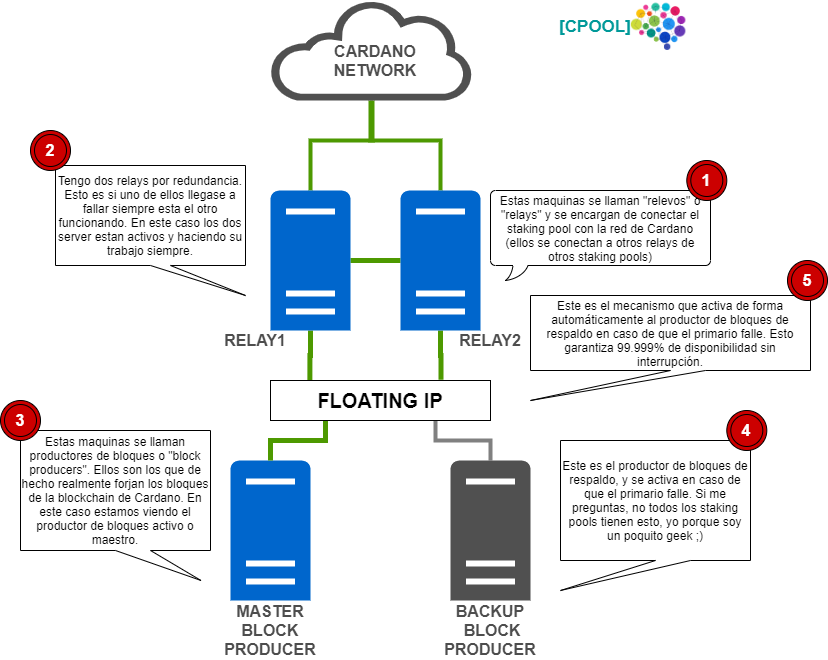 [CPOOL]
CARDANO
NETWORK
2
Tengo dos relays por redundancia.
Esto es si uno de ellos llegase a
fallar siempre esta el otro
funcionando. En este caso los dos
server estan activos y haciendo su
trabajo siempre.
1
Estas maquinas se llaman "relevos" o
"relays" y se encargan de conectar el
staking pool con la red de Cardano
(ellos se conectan a otros relays de
otros staking pools)
RELAY1
RELAY2
5
Este es el mecanismo que activa de forma
automáticamente al productor de bloques de
respaldo en caso de que el primario falle. Esto
garantiza 99.999% de disponibilidad sin
interrupción.
FLOATING IP
3
Estas maquinas se llaman
productores de bloques o "block
producers". Ellos son los que de
hecho realmente forjan los bloques
de la blockchain de Cardano. En
este caso estamos viendo el
productor de bloques activo o
maestro.
4
Este es el productor de bloques de
respaldo, y se activa en caso de
que el primario falle. Si me
preguntas, no todos los staking
pools tienen esto, yo porque soy
un poquito geek ;)
MASTER
BLOCK
PRODUCER
BACKUP
BLOCK
PRODUCER